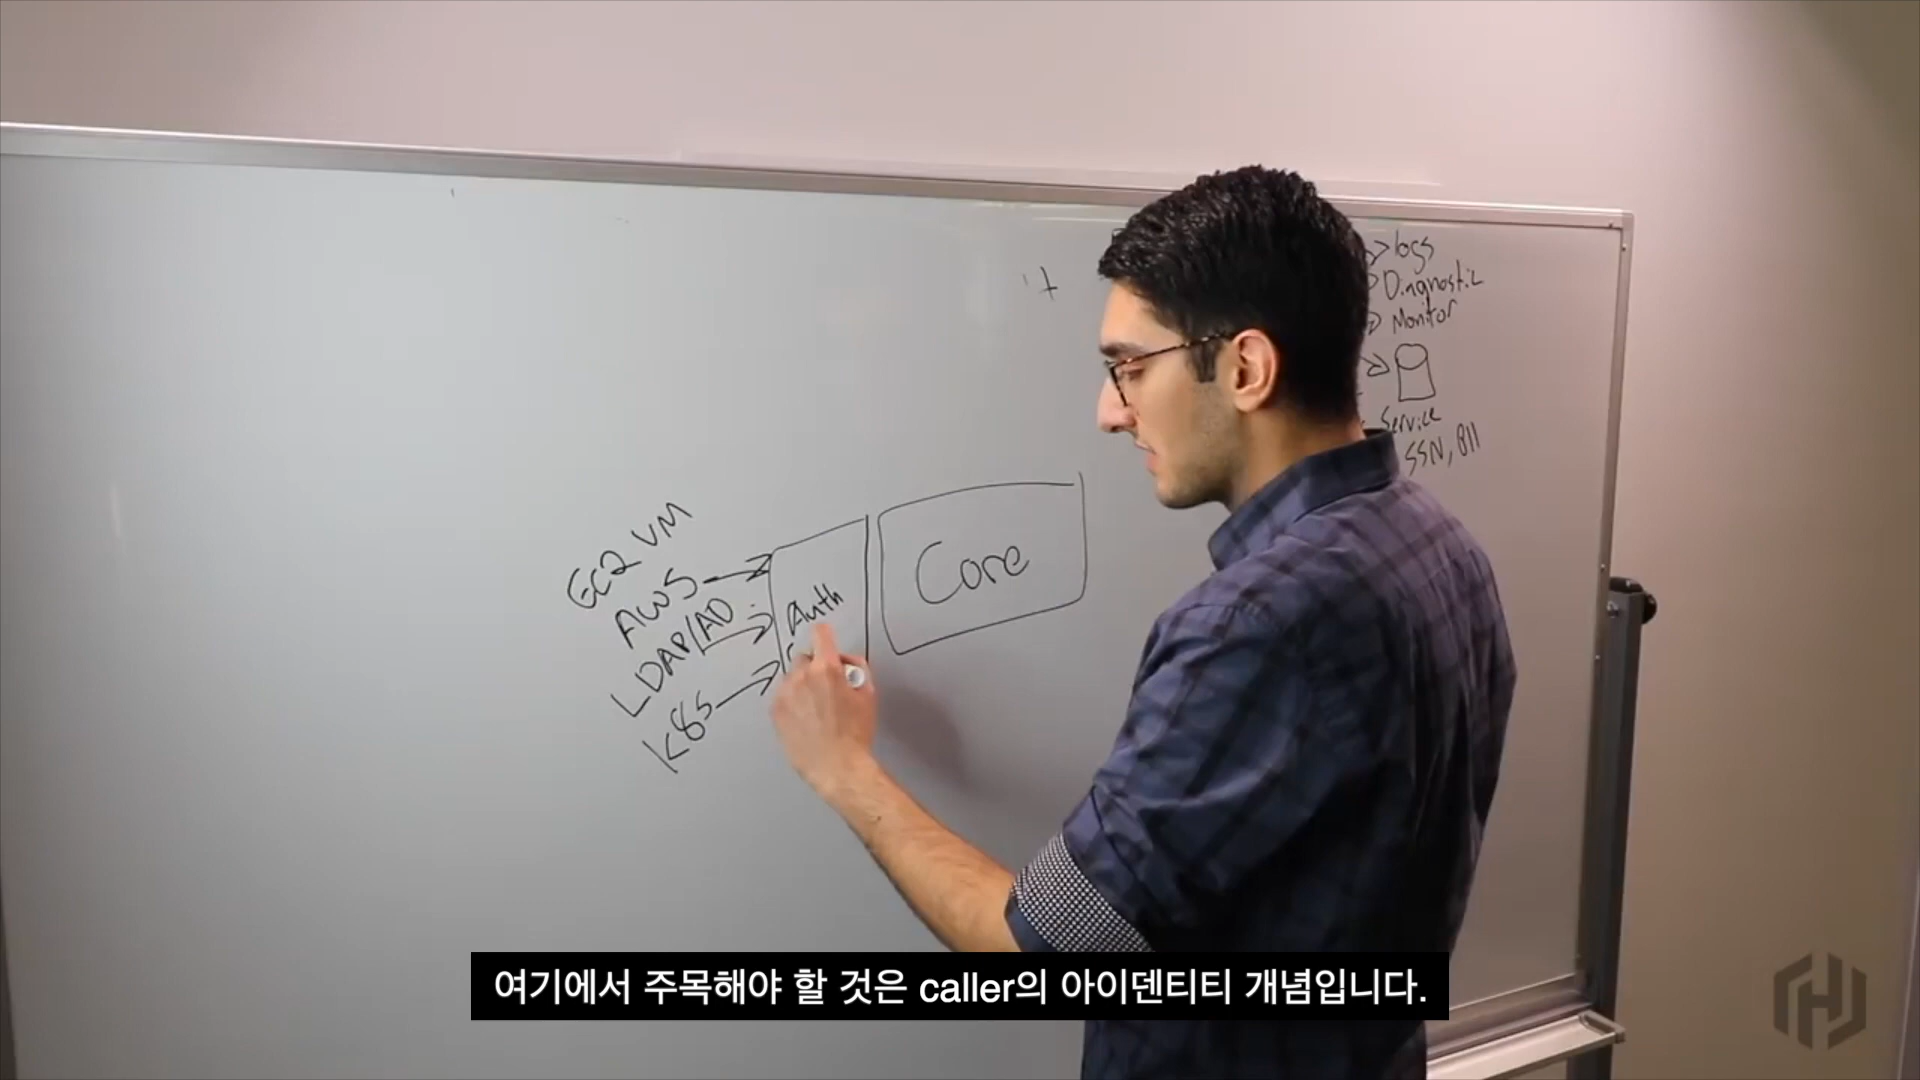 logs
Diagnostic
Monitor
Service
SSN, BII
EC2 VM
AWS
LDAP/AD
K8s
Auth
Core
여기에서 주목해야 할 것은 caller의 아이덴티티 개념입니다.